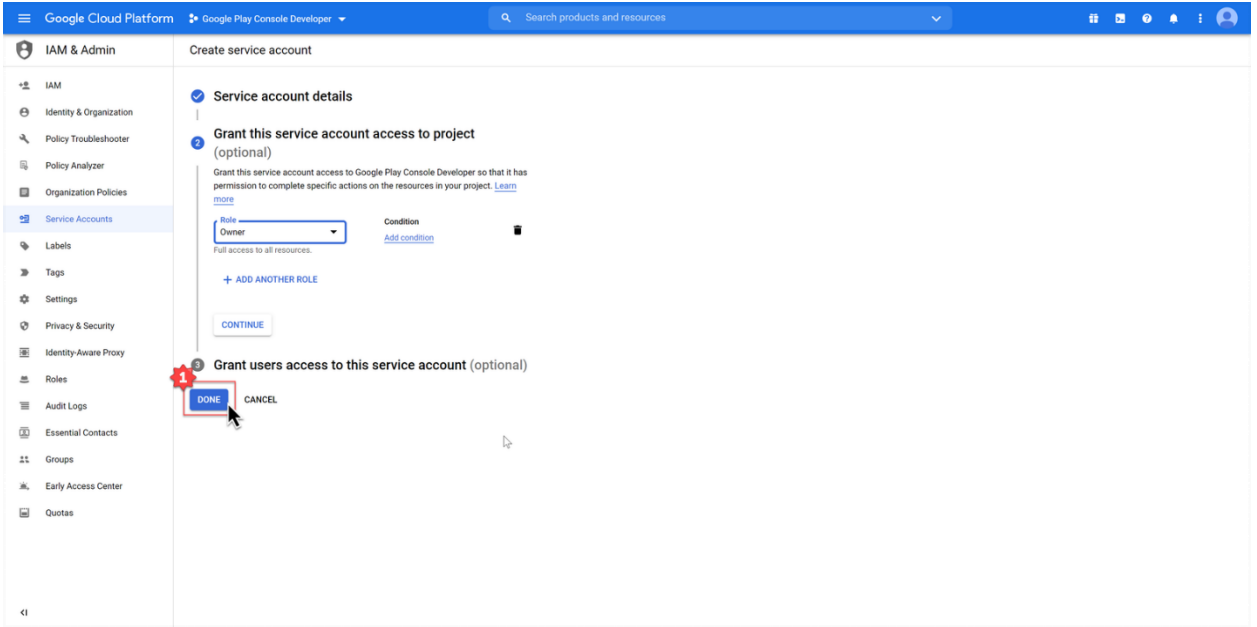 Google Cloud Platform
Google Play Console Developer
Search products and resources
IAM & Admin
Create service account
IAM
Identity & Organization
Policy Troubleshooter
Policy Analyzer
Organization Policies
Service Accounts
Labels
Tags
Settings
Privacy & Security
Identity-Aware Proxy
Roles
Audit Logs
Essential Contacts
Groups
Early Access Center
Quotas
Service account details
2
Grant this service account access to project
(optional)
Grant this service account access to Google Play Console Developer so that it has
permission to complete specific actions on the resources in your project. Learn
more
Role
Owner
Full access to all resources.
Condition
Add condition
+ ADD ANOTHER ROLE
CONTINUE
3
Grant users access to this service account (optional)
1
DONE
CANCEL